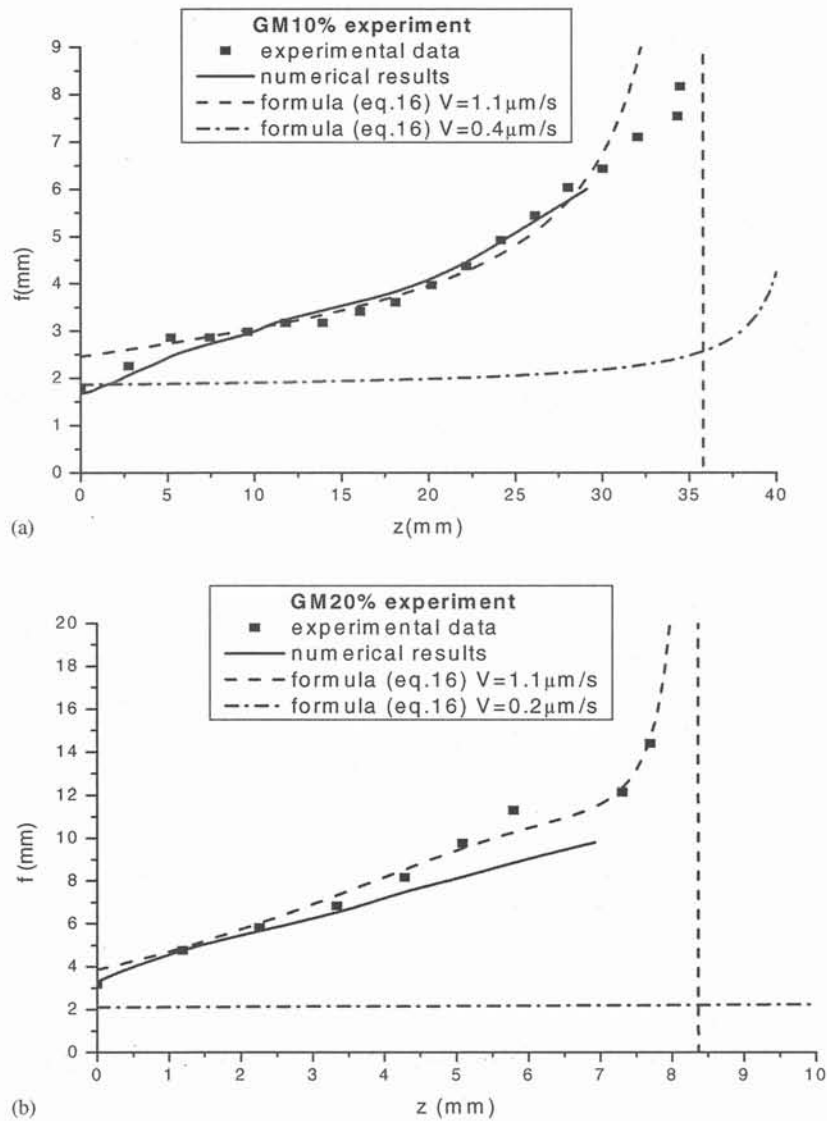 GM10% experiment
experimental data
numerical results
formula (eq.16) V=1.1μm/s
formula (eq.16) V=0.4μm/s
9
8
7
6
5
4
3
2
1
0
f(mm)
0 5 10 15 20 25 30 35 40
z(mm)
(a)
GM20% experiment
experimental data
numerical results
formula (eq.16) V=1.1μm/s
formula (eq.16) V=0.2μm/s
20
18
16
14
12
10
8
6
4
2
0
f (mm)
0 1 2 3 4 5 6 7 8 9 10
z (mm)
(b)